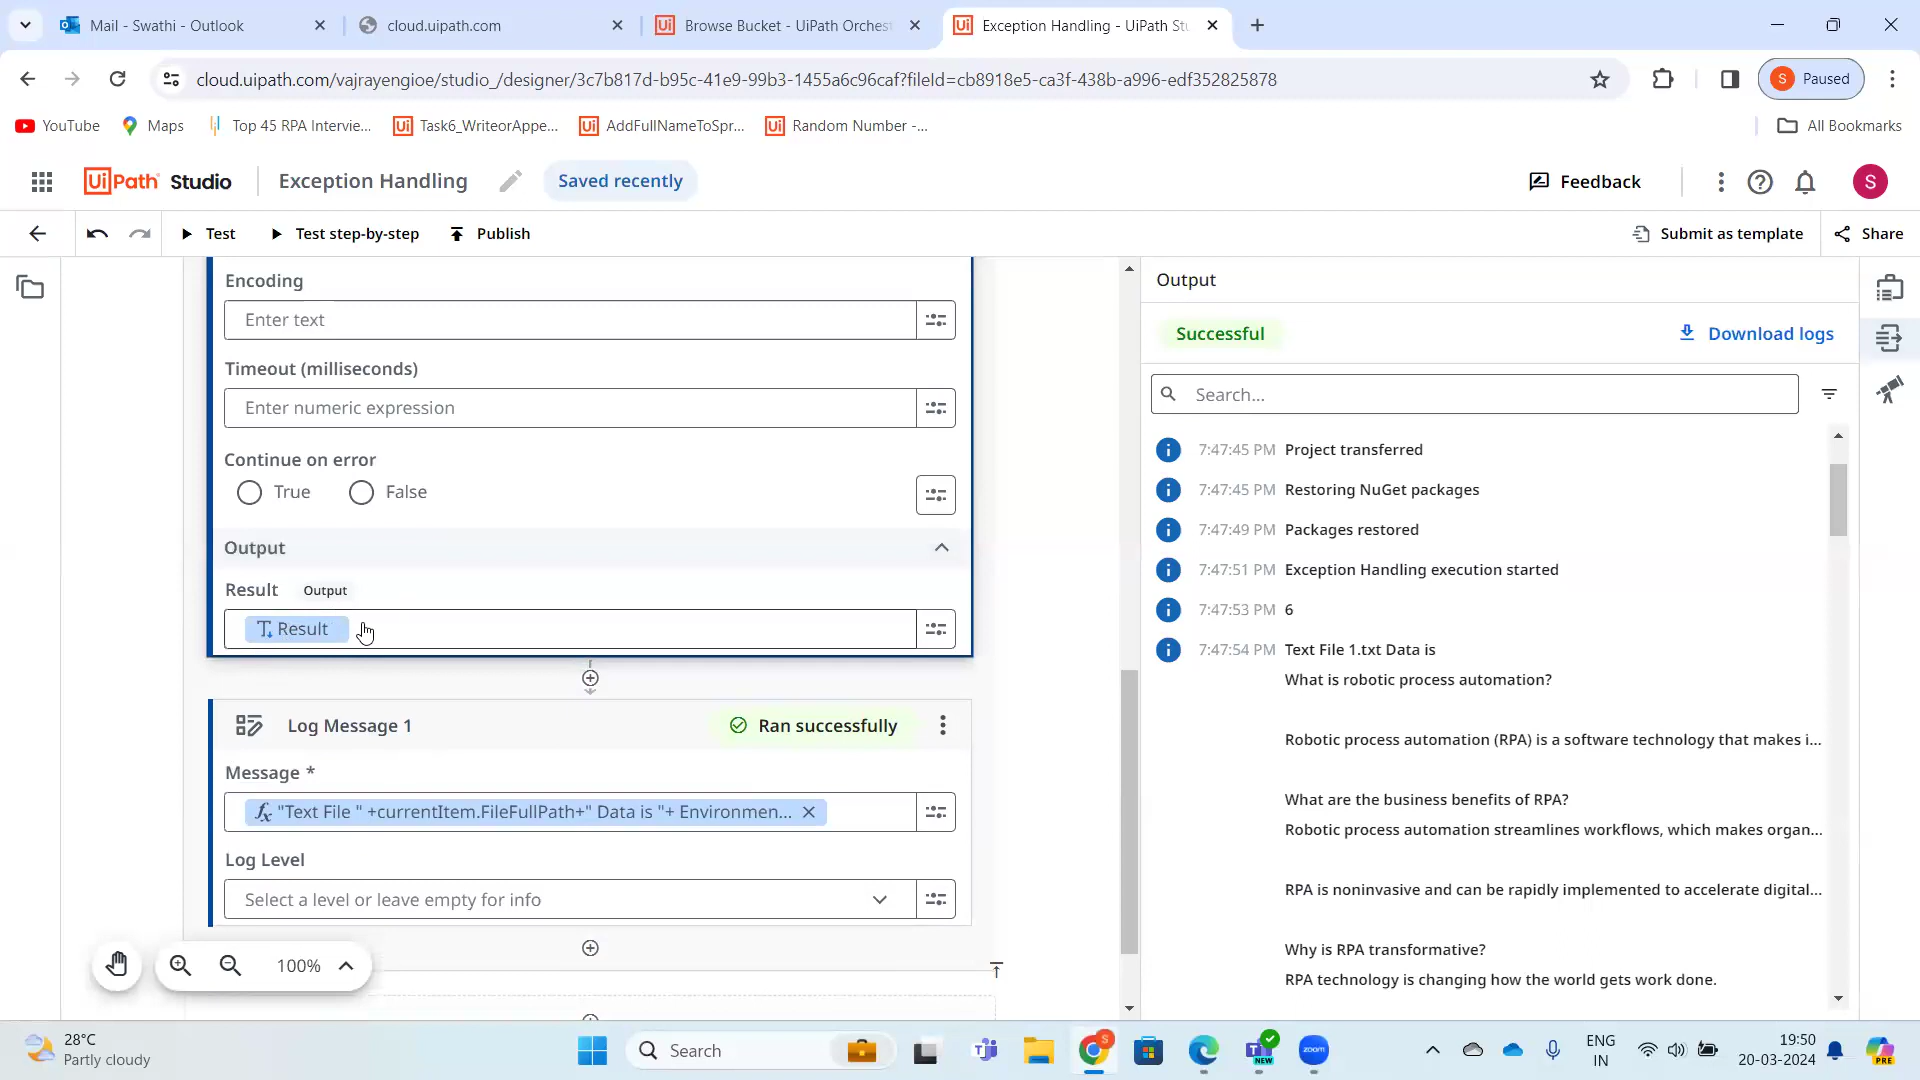 Mail - Swathi - Outlook
cloud.uipath.com
Ui Browse Bucket - UiPath Orchest
Ui Exception Handling - UiPath Stu
cloud.uipath.com/vajrayengioe/studio_/designer/3c7b817d-b95c-41e9-99b3-1455a6c96caf?fileId=cb8918e5-ca3f-438b-a996-edf352825878
S Paused
YouTube
Maps
Top 45 RPA Intervie...
Ui Task6_WriteorAppe...
Ui AddFullNameToSpr...
Ui Random Number -...
All Bookmarks
UiPath Studio
Exception Handling
Saved recently
Feedback
S
Test
Test step-by-step
Publish
Submit as template
Share
Encoding
Enter text
Timeout (milliseconds)
Enter numeric expression
Continue on error
True
False
Output
Result Output
Result
Log Message 1
Ran successfully
Message *
fx "Text File " +currentItem.FileFullPath+" Data is "+ Environmen...
Log Level
Select a level or leave empty for info
100%
Output
Successful
Download logs
Search...
7:47:45 PM Project transferred
7:47:45 PM Restoring NuGet packages
7:47:49 PM Packages restored
7:47:51 PM Exception Handling execution started
7:47:53 PM 6
7:47:54 PM Text File 1.txt Data is
What is robotic process automation?
Robotic process automation (RPA) is a software technology that makes i...
What are the business benefits of RPA?
Robotic process automation streamlines workflows, which makes organ...
RPA is noninvasive and can be rapidly implemented to accelerate digital...
Why is RPA transformative?
RPA technology is changing how the world gets work done.
28°C
Partly cloudy
Search
S
NEW
zoom
ENG
IN
19:50
20-03-2024
PRE